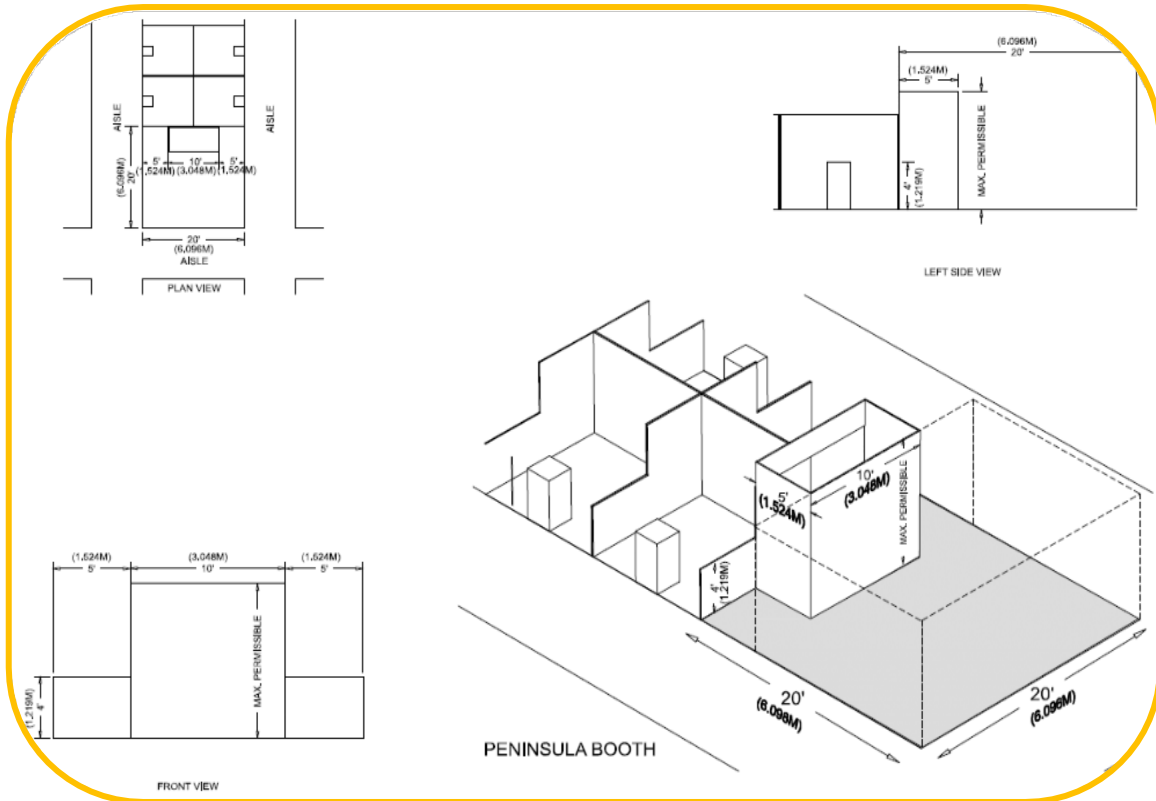 AISLE
AISLE
5'
10'
5'
(1.524M)
(3.048M)
(1.524M)
(6.096M)
20'
20'
(6.096M)
AISLE
PLAN VIEW
(6.096M)
20'
(1.524M)
5'
MAX. PERMISSIBLE
4'
(1.219M)
LEFT SIDE VIEW
10'
(3.048M)
5'
(1.524M)
MAX. PERMISSIBLE
4'
(1.219M)
20'
(6.098M)
20'
(6.096M)
PENINSULA BOOTH
(1.524M)
5'
(3.048M)
10'
(1.524M)
5'
MAX. PERMISSIBLE
(1.219M)
4'
FRONT VIEW